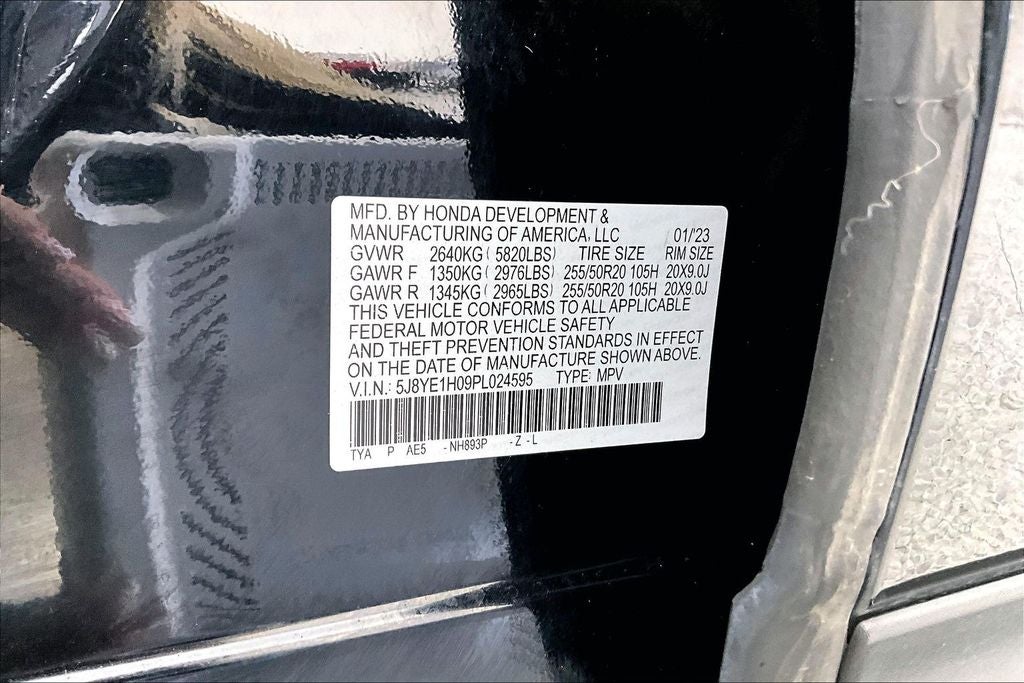 MFD. BY HONDA DEVELOPMENT &
MANUFACTURING OF AMERICA, LLC 01/'23
GVWR 2640KG ( 5820LBS) TIRE SIZE RIM SIZE
GAWR F 1350KG ( 2976LBS) 255/50R20 105H 20X9.0J
GAWR R 1345KG ( 2965LBS) 255/50R20 105H 20X9.0J
THIS VEHICLE CONFORMS TO ALL APPLICABLE
FEDERAL MOTOR VEHICLE SAFETY
AND THEFT PREVENTION STANDARDS IN EFFECT
ON THE DATE OF MANUFACTURE SHOWN ABOVE.
V.I.N.: 5J8YE1H09PL024595 TYPE: MPV
TYA P AE5 -NH893P -Z -L